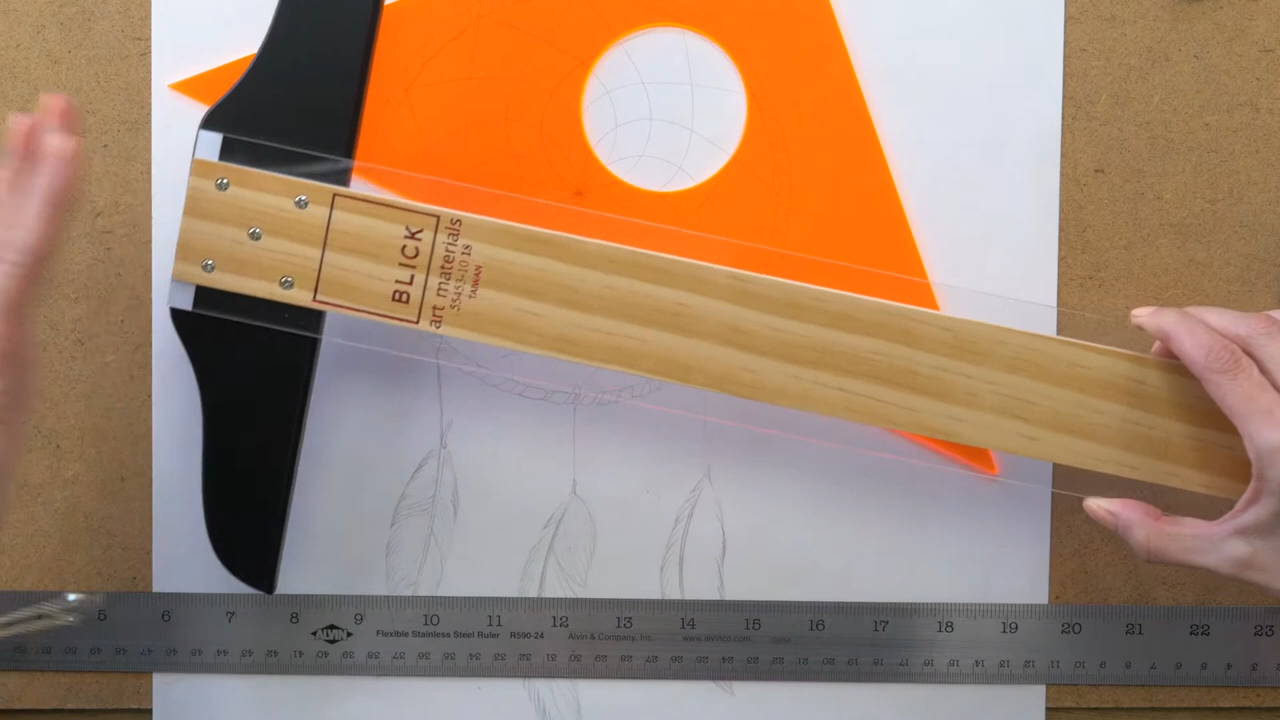 BLICK
art materials
55453-1018
TAIWAN
5 6 7 8 9 10 11 12 13 14 15 16 17 18 19 20 21 22 23
ALVIN
Flexible Stainless Steel Ruler R590-24 Alvin & Company, Inc. www.alvinco.com